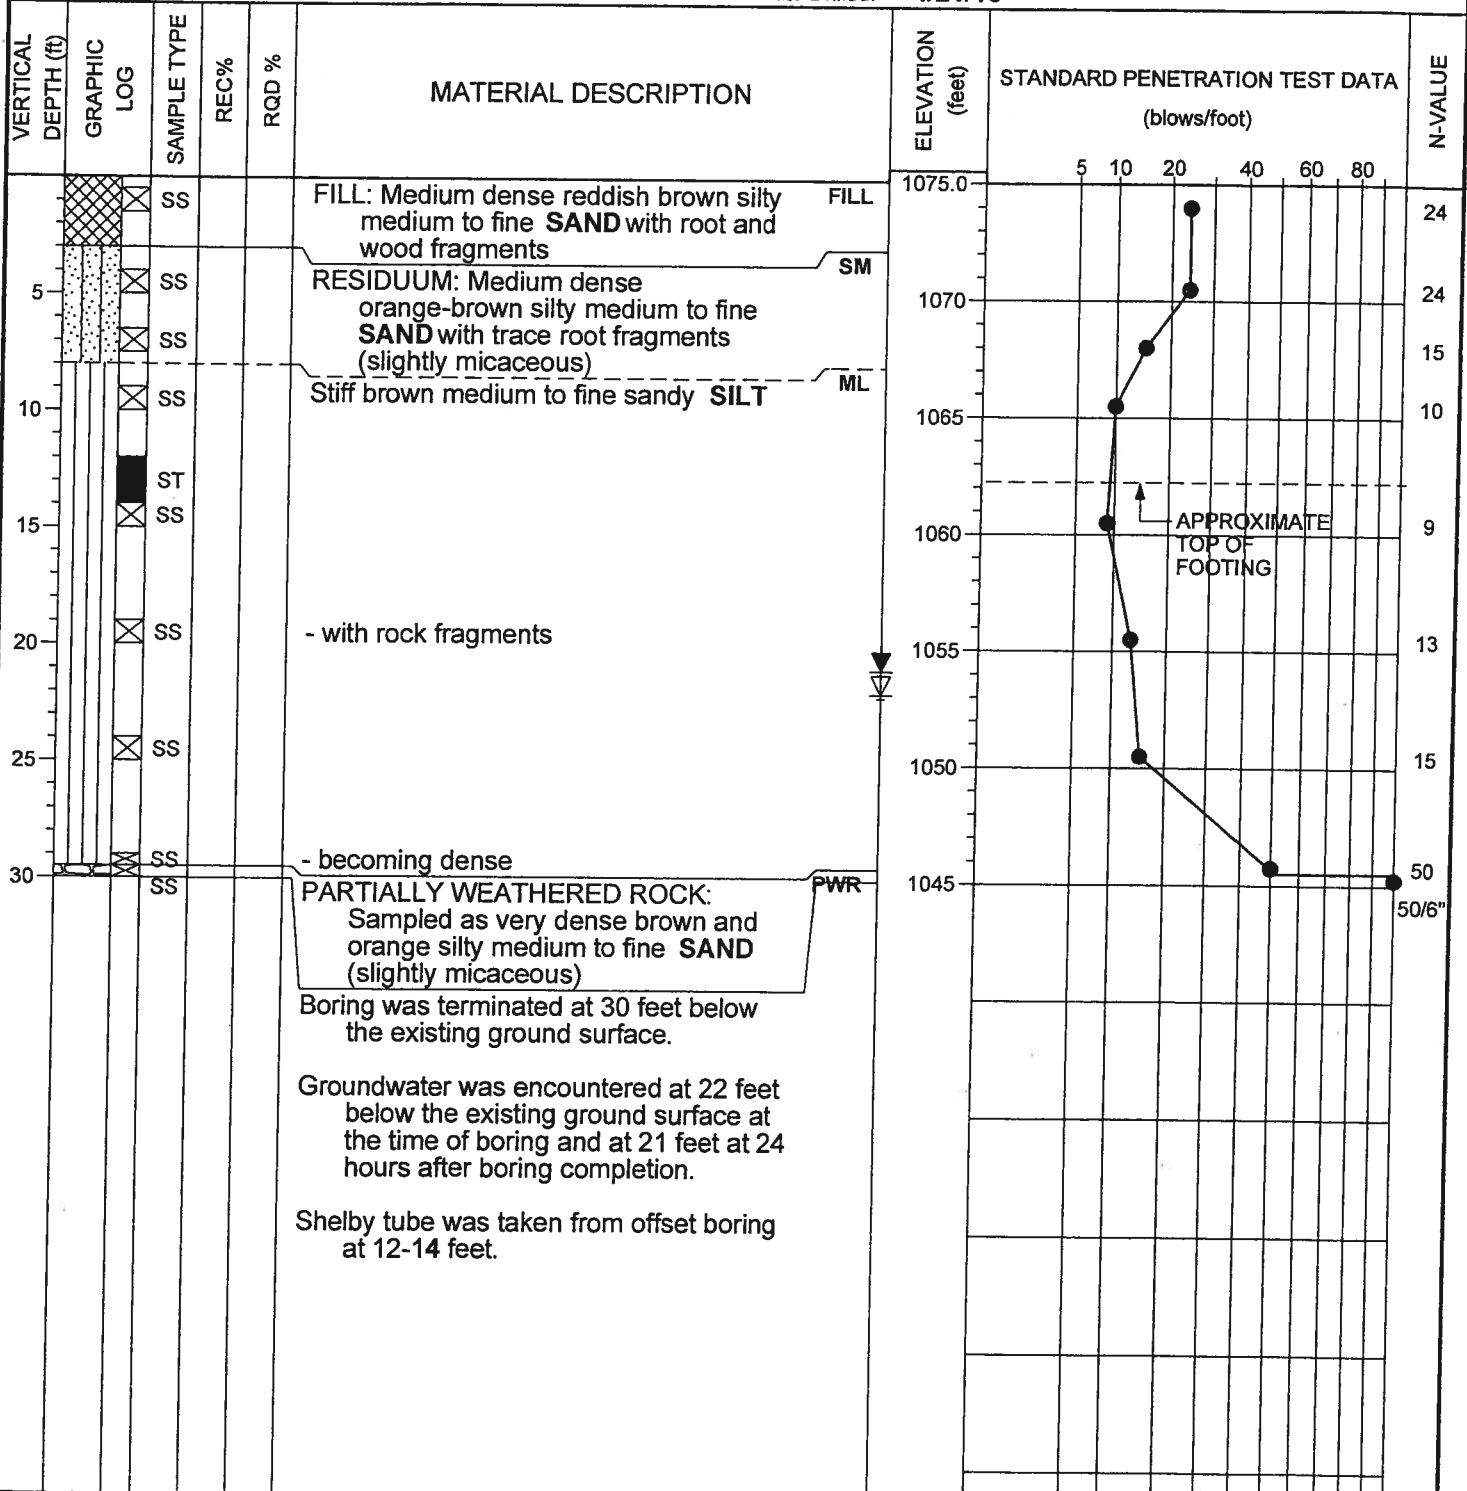 VERTICAL
DEPTH (ft)
GRAPHIC
LOG
SAMPLE TYPE
REC%
RQD %
MATERIAL DESCRIPTION
ELEVATION
(feet)
STANDARD PENETRATION TEST DATA
(blows/foot)
N-VALUE
5 10 20 40 60 80
1075.0
SS
FILL: Medium dense reddish brown silty
medium to fine SAND with root and
wood fragments
FILL
24
SM
5
SS
RESIDUUM: Medium dense
orange-brown silty medium to fine
SAND with trace root fragments
(slightly micaceous)
1070
24
SS
15
ML
10
SS
Stiff brown medium to fine sandy SILT
1065
10
ST
15
SS
1060
APPROXIMATE
TOP OF
FOOTING
9
20
SS
- with rock fragments
1055
13
25
SS
1050
15
SS
- becoming dense
50
30
SS
PWR
1045
50/6"
PARTIALLY WEATHERED ROCK:
Sampled as very dense brown and
orange silty medium to fine SAND
(slightly micaceous)
Boring was terminated at 30 feet below
the existing ground surface.
Groundwater was encountered at 22 feet
below the existing ground surface at
the time of boring and at 21 feet at 24
hours after boring completion.
Shelby tube was taken from offset boring
at 12-14 feet.